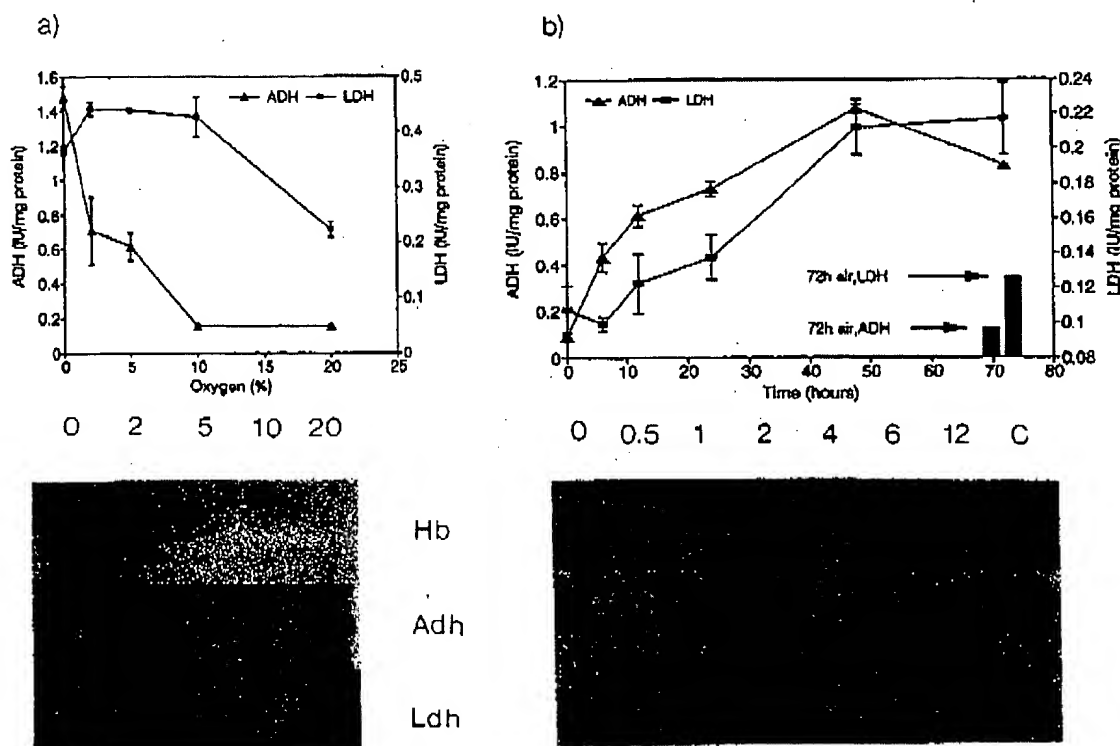 a)
ADH LDH
1.6
1.4
1.2
1
0.8
0.6
0.4
0.2
0
ADH (IU/mg protein)
0.5
0.4
0.3
0.2
0.1
0
LDH (IU/mg protein)
0 5 10 15 20 25
Oxygen (%)
b)
ADH LDH
1.2
1
0.8
0.6
0.4
0.2
0
ADH (IU/mg protein)
0.24
0.22
0.2
0.18
0.16
0.14
0.12
0.1
0.08
LDH (IU/mg protein)
72h air,LDH
72h air,ADH
0 10 20 30 40 50 60 70 80
Time (hours)
0 2 5 10 20
0 0.5 1 2 4 6 12 C
Hb
Adh
Ldh